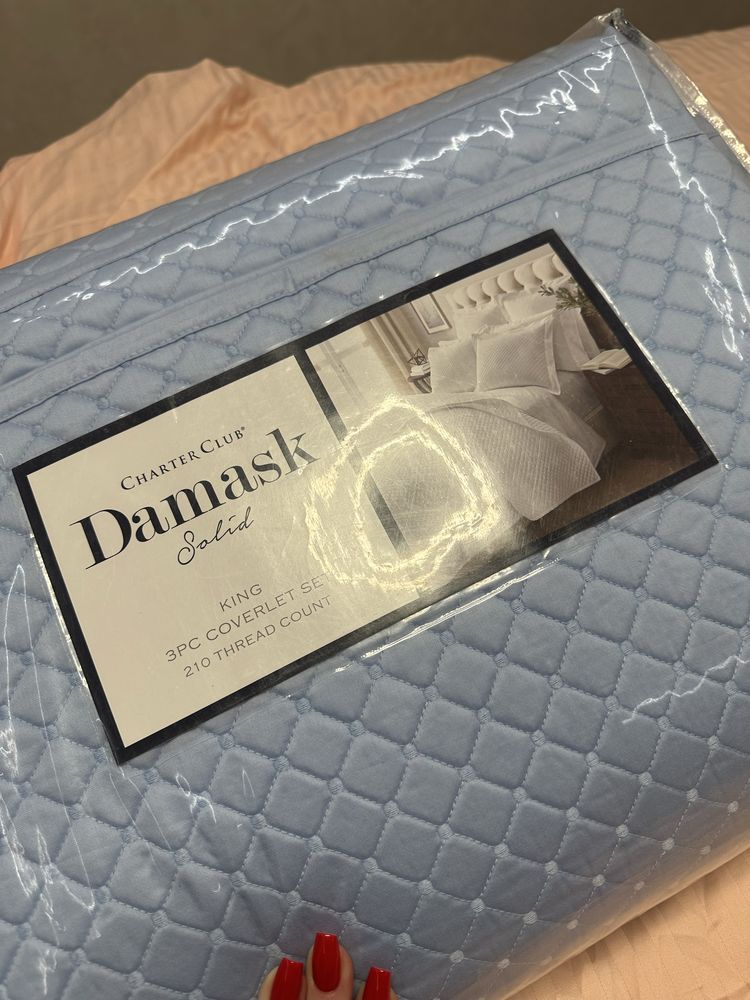 CHARTER CLUB®
Damask
Solid
KING
3PC COVERLET SET
210 THREAD COUNT